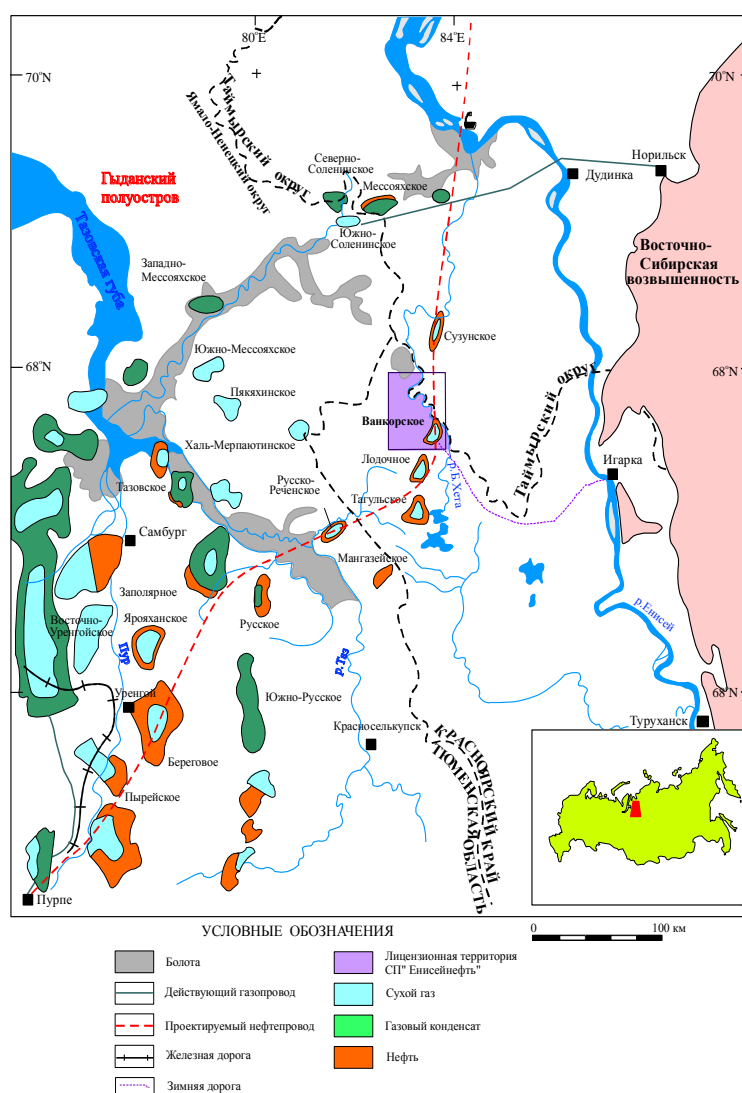 80°E
84°E
70°N
70°N
Таймырский округ
Ямало-Ненецкий округ
Северно-
Соленинское
Мессояхское
Норильск
Дудинка
Гыданский
полуостров
Южно-
Соленинское
Тазовская губа
Восточно-
Сибирская
возвышенность
Западно-
Мессояхское
Сузунское
Южно-Мессояхское
68°N
68°N
Пякяхинское
Таймырский округ
Ванкорское
Халь-Мерпаютинское
Лодочное
р.Б.Хета
Игарка
Русско-
Реченское
Тазовское
Тагульское
Самбург
Мангазейское
Заполярное
Русское
Восточно-
Уренгойское
Ярояханское
р.Енисей
Пур
р.Таз
Южно-Русское
68°N
Уренгой
Туруханск
Красноселькупск
КРАСНОЯРСКИЙ КРАЙ
ТЮМЕНСКАЯ ОБЛАСТЬ
Береговое
Пырейское
Пурпе
УСЛОВНЫЕ ОБОЗНАЧЕНИЯ
0 100 км
Болота
Действующий газопровод
Проектируемый нефтепровод
Железная дорога
Зимняя дорога
Лицензионная территория
СП" Енисейнефть"
Сухой газ
Газовый конденсат
Нефть